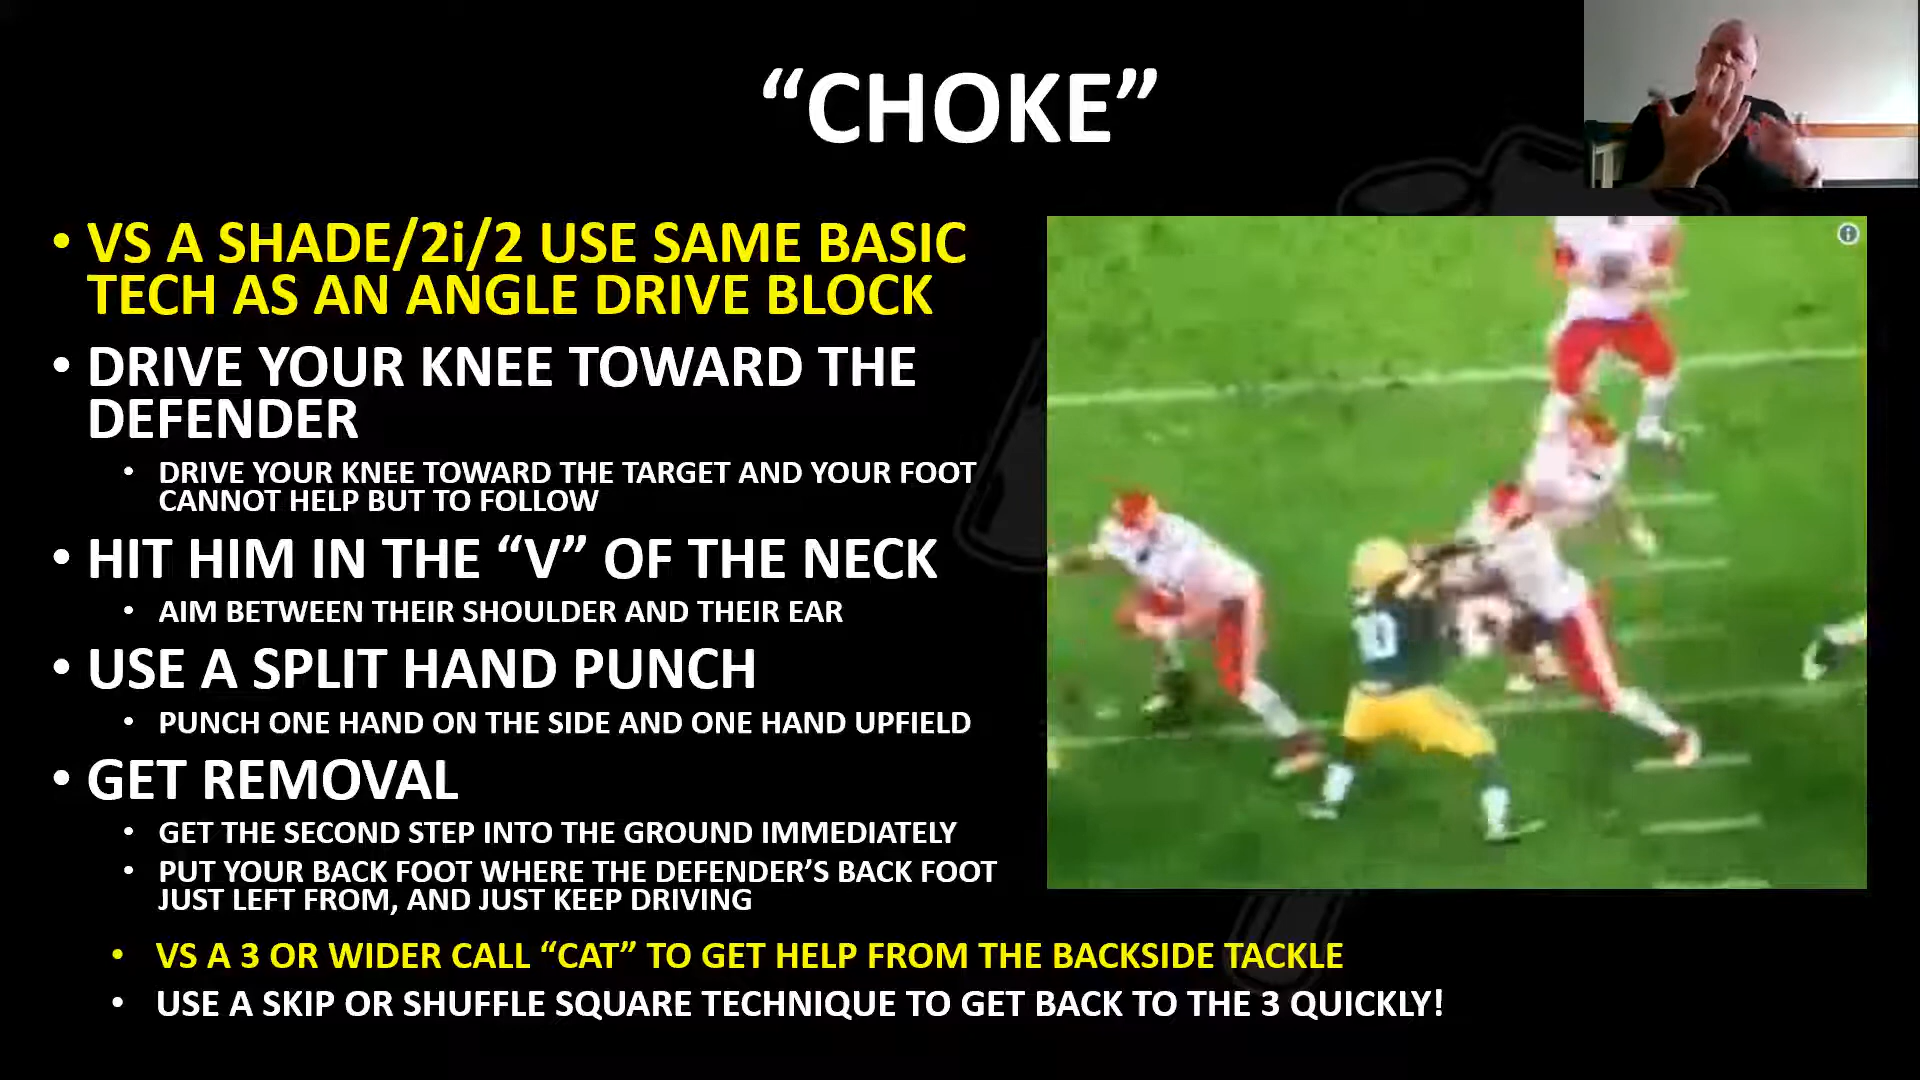 “CHOKE”
• VS A SHADE/2i/2 USE SAME BASIC
TECH AS AN ANGLE DRIVE BLOCK
• DRIVE YOUR KNEE TOWARD THE
DEFENDER
• DRIVE YOUR KNEE TOWARD THE TARGET AND YOUR FOOT
CANNOT HELP BUT TO FOLLOW
• HIT HIM IN THE “V” OF THE NECK
• AIM BETWEEN THEIR SHOULDER AND THEIR EAR
• USE A SPLIT HAND PUNCH
• PUNCH ONE HAND ON THE SIDE AND ONE HAND UPFIELD
• GET REMOVAL
• GET THE SECOND STEP INTO THE GROUND IMMEDIATELY
• PUT YOUR BACK FOOT WHERE THE DEFENDER’S BACK FOOT
JUST LEFT FROM, AND JUST KEEP DRIVING
• VS A 3 OR WIDER CALL “CAT” TO GET HELP FROM THE BACKSIDE TACKLE
• USE A SKIP OR SHUFFLE SQUARE TECHNIQUE TO GET BACK TO THE 3 QUICKLY!